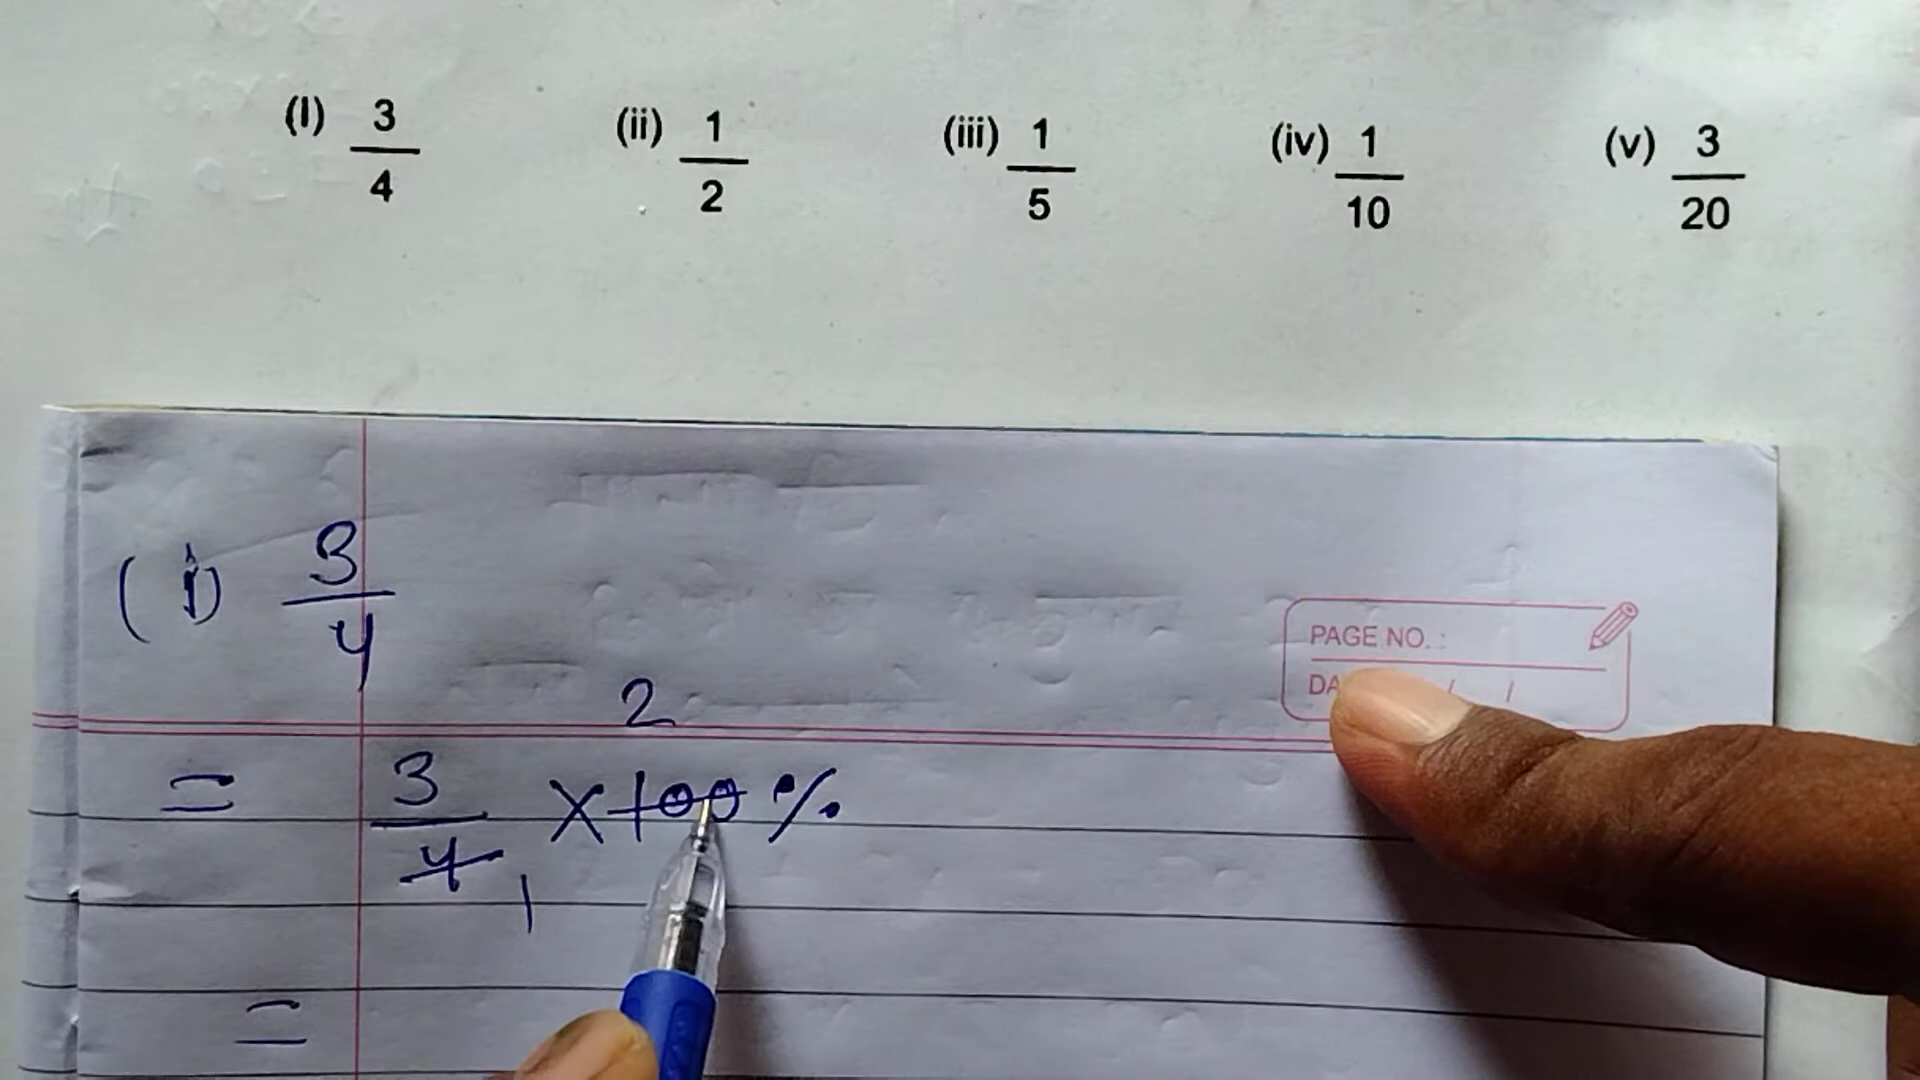 (I) 3/4 (ii) 1/2 (iii) 1/5 (iv) 1/10 (v) 3/20
(i) 3/4
PAGE NO. :
DA / /
2
= 3/4 × 100 %
1
=